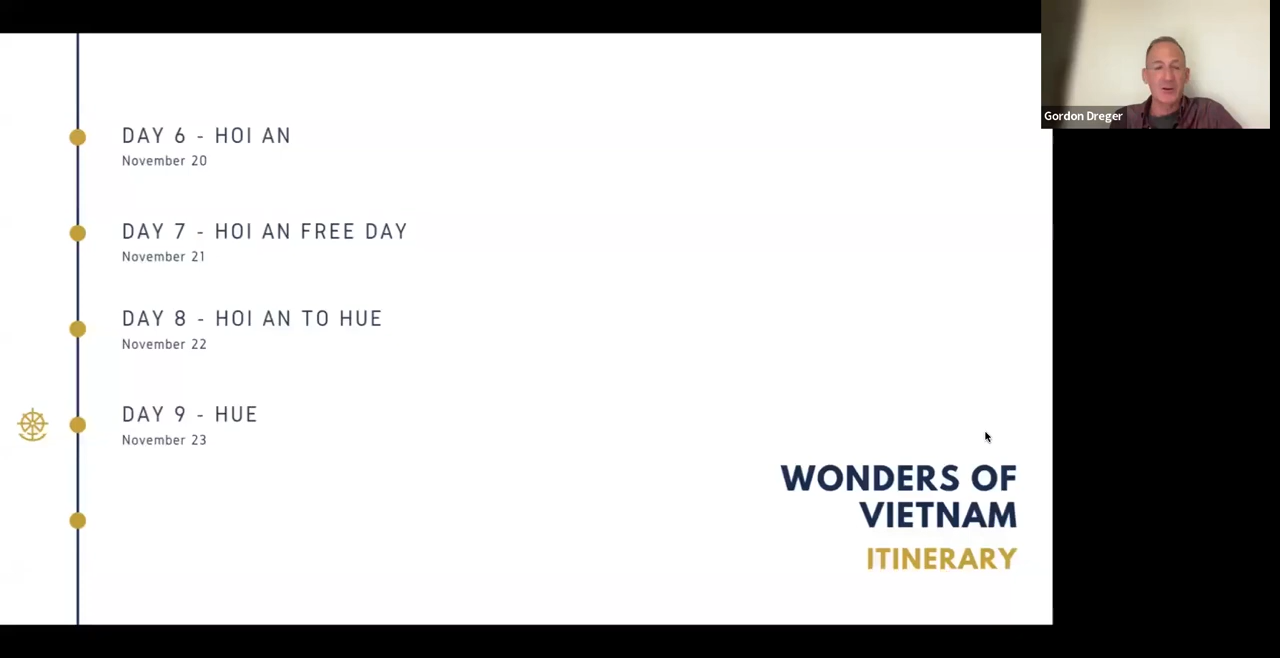 Gordon Dreger
DAY 6 - HOI AN
November 20
DAY 7 - HOI AN FREE DAY
November 21
DAY 8 - HOI AN TO HUE
November 22
DAY 9 - HUE
November 23
WONDERS OF
VIETNAM
ITINERARY